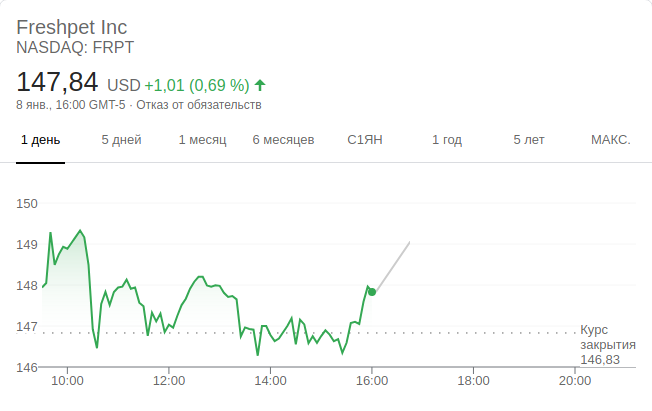 Freshpet Inc
NASDAQ: FRPT
147,84 USD +1,01 (0,69 %)
8 янв., 16:00 GMT-5 · Отказ от обязательств
1 день 5 дней 1 месяц 6 месяцев С1ЯН 1 год 5 лет МАКС.
150
149
148
147
Курс
закрытия
146,83
146
10:00 12:00 14:00 16:00 18:00 20:00